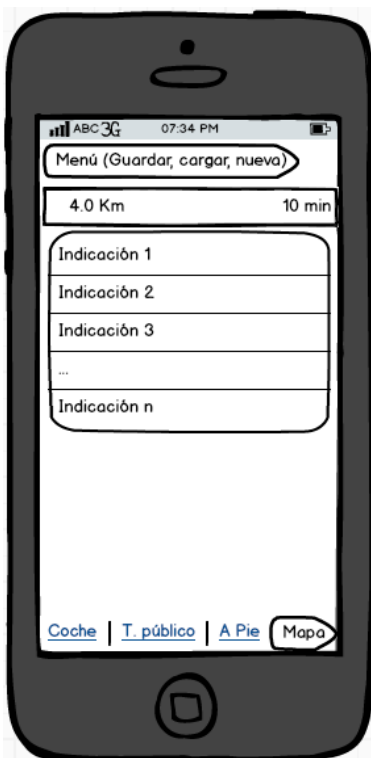 ABC 3G 07:34 PM
Menú (Guardar, cargar, nueva)
4.0 Km 10 min
Indicación 1
Indicación 2
Indicación 3
...
Indicación n
Coche | T. público | A Pie Mapa